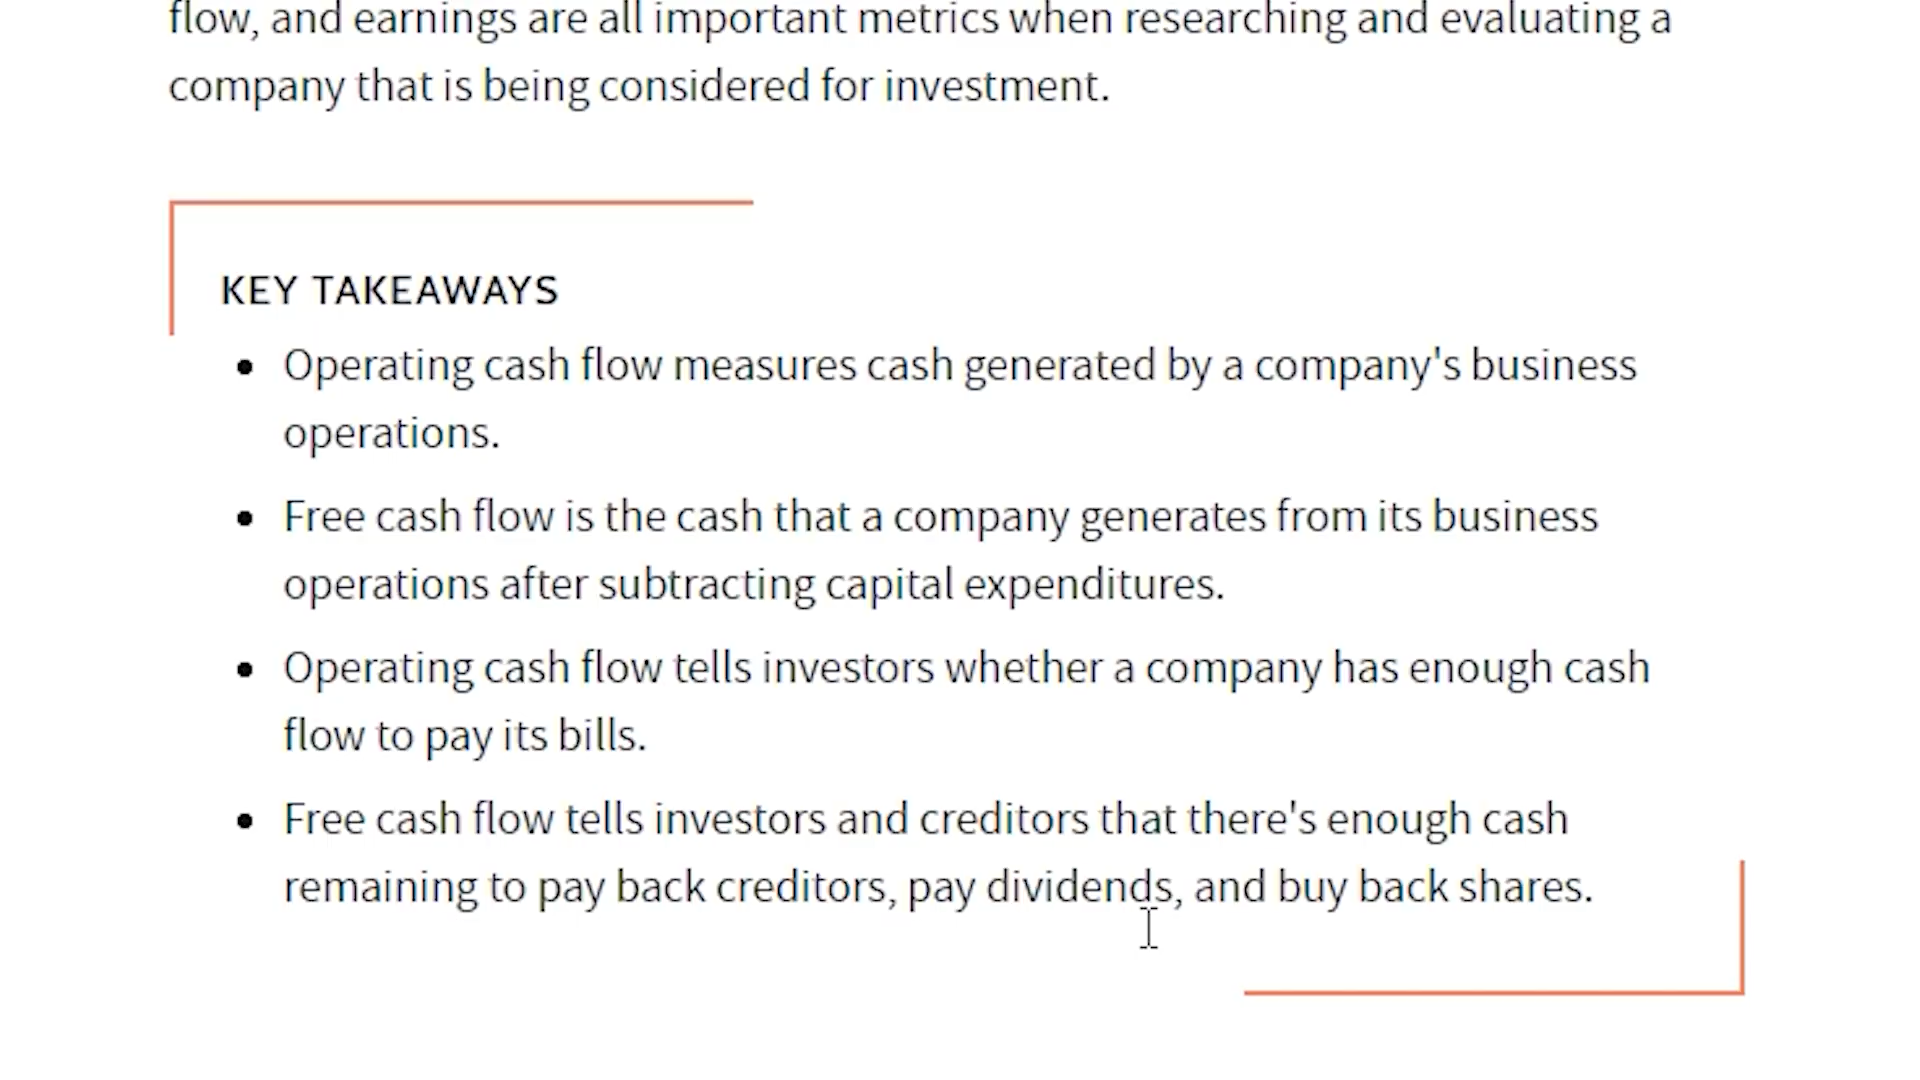 flow, and earnings are all important metrics when researching and evaluating a
company that is being considered for investment.
KEY TAKEAWAYS
• Operating cash flow measures cash generated by a company's business
operations.
• Free cash flow is the cash that a company generates from its business
operations after subtracting capital expenditures.
• Operating cash flow tells investors whether a company has enough cash
flow to pay its bills.
• Free cash flow tells investors and creditors that there's enough cash
remaining to pay back creditors, pay dividends, and buy back shares.